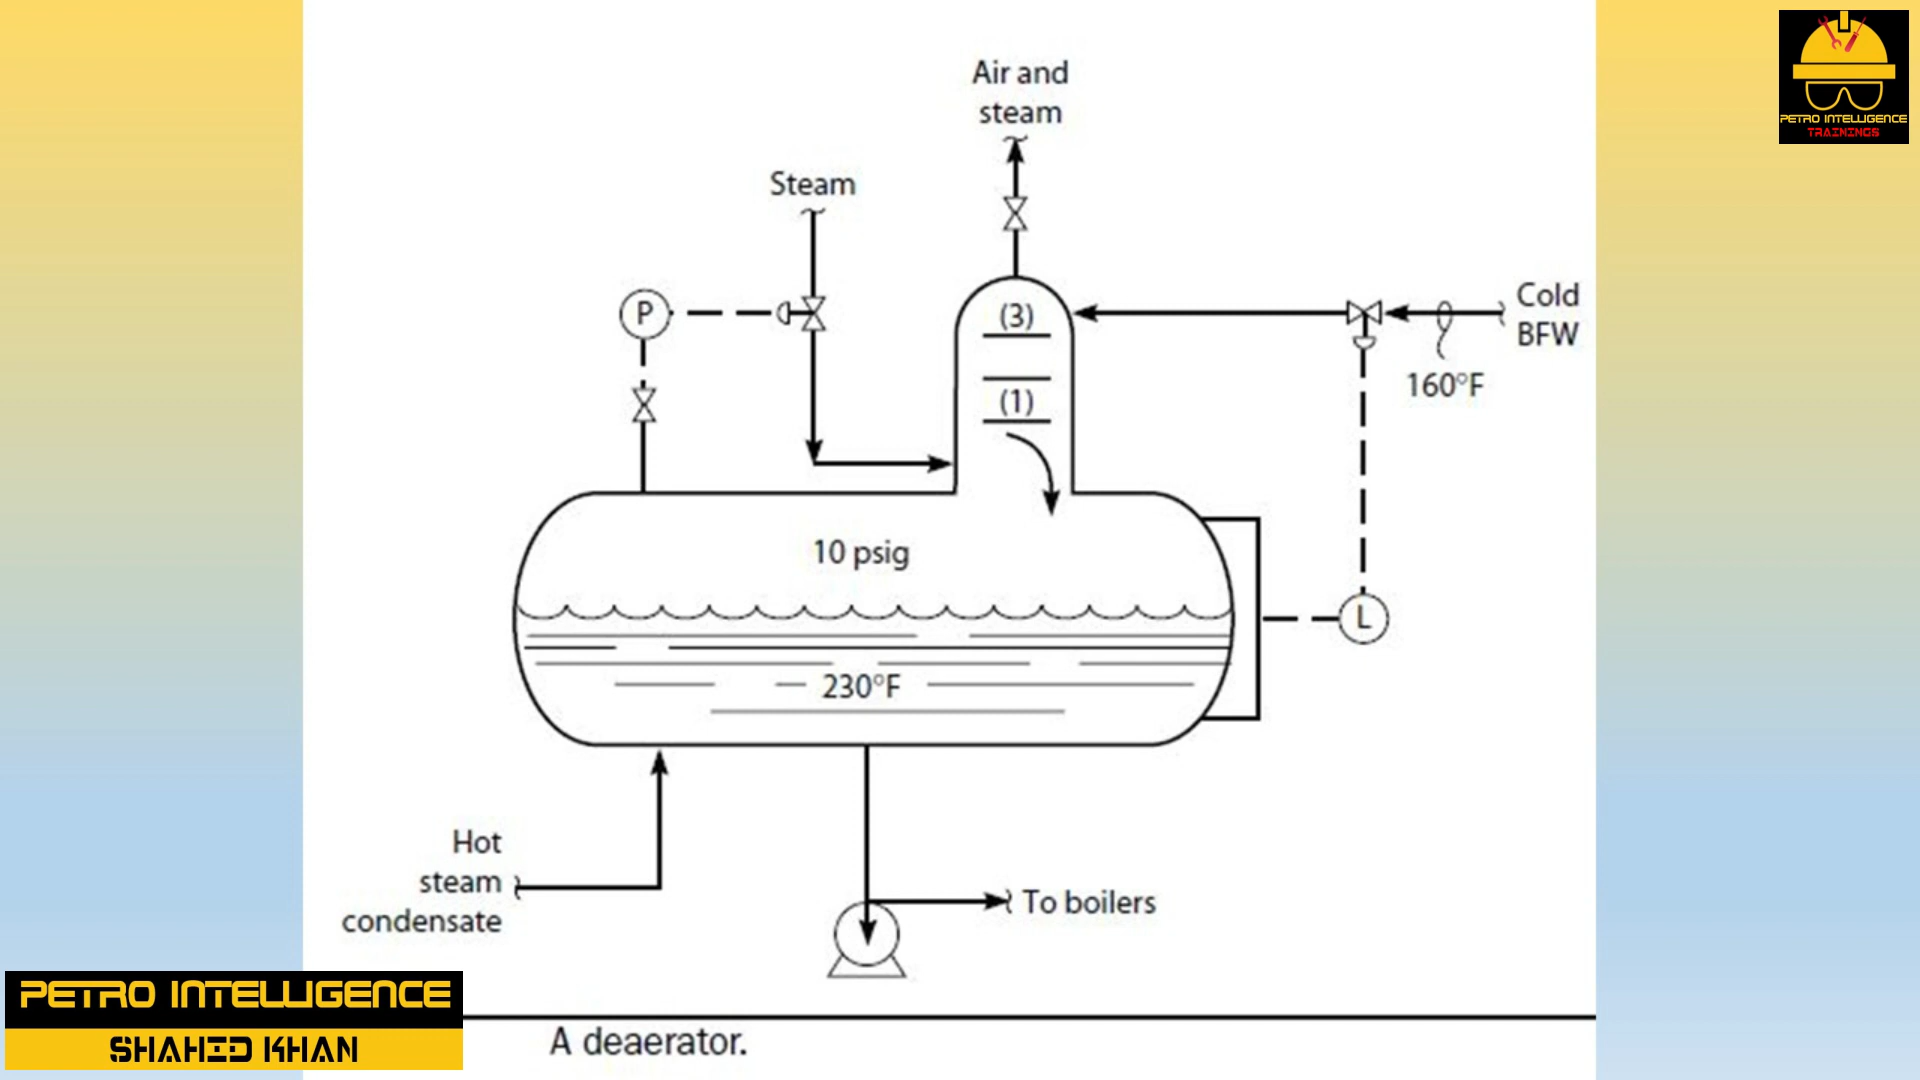 Air and
steam
PETRO INTELLIGENCE
TRAININGS
Steam
P
(3)
Cold
BFW
160°F
(1)
10 psig
L
230°F
Hot
steam
condensate
To boilers
PETRO INTELLIGENCE
SHAHID KHAN
A deaerator.